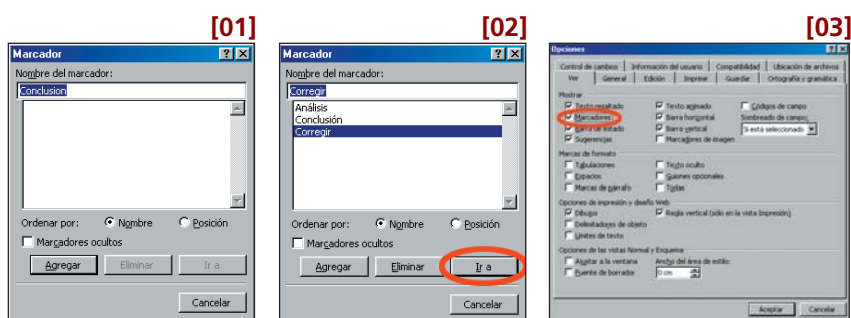 [01]
Marcador
Nombre del marcador:
Conclusion
Ordenar por:
Nombre
Posición
Marcadores ocultos
Agregar
Eliminar
Ir a
Cancelar
[02]
Marcador
Nombre del marcador:
Corregir
Análisis
Conclusión
Corregir
Ordenar por:
Nombre
Posición
Marcadores ocultos
Agregar
Eliminar
Ir a
Cancelar
[03]
Opciones
Control de cambios
Información del usuario
Compatibilidad
Ubicación de archivos
Ver
General
Edición
Imprimir
Guardar
Ortografía y gramática
Mostrar
Texto resaltado
Texto animado
Códigos de campo
Marcadores
Barra horizontal
Sombreado de campo:
Barra de estado
Barra vertical
Si está seleccionado
Sugerencias
Marcadores de imagen
Marcas de formato
Tabulaciones
Texto oculto
Espacios
Guiones opcionales
Marcas de párrafo
Todas
Opciones de impresión y diseño Web
Dibujos
Regla vertical (sólo en la vista Impresión)
Delimitadores de objeto
Límites de texto
Opciones de las vistas Normal y Esquema
Ajustar a la ventana
Ancho del área de estilo:
Fuente de borrador
0 cm
Aceptar
Cancelar